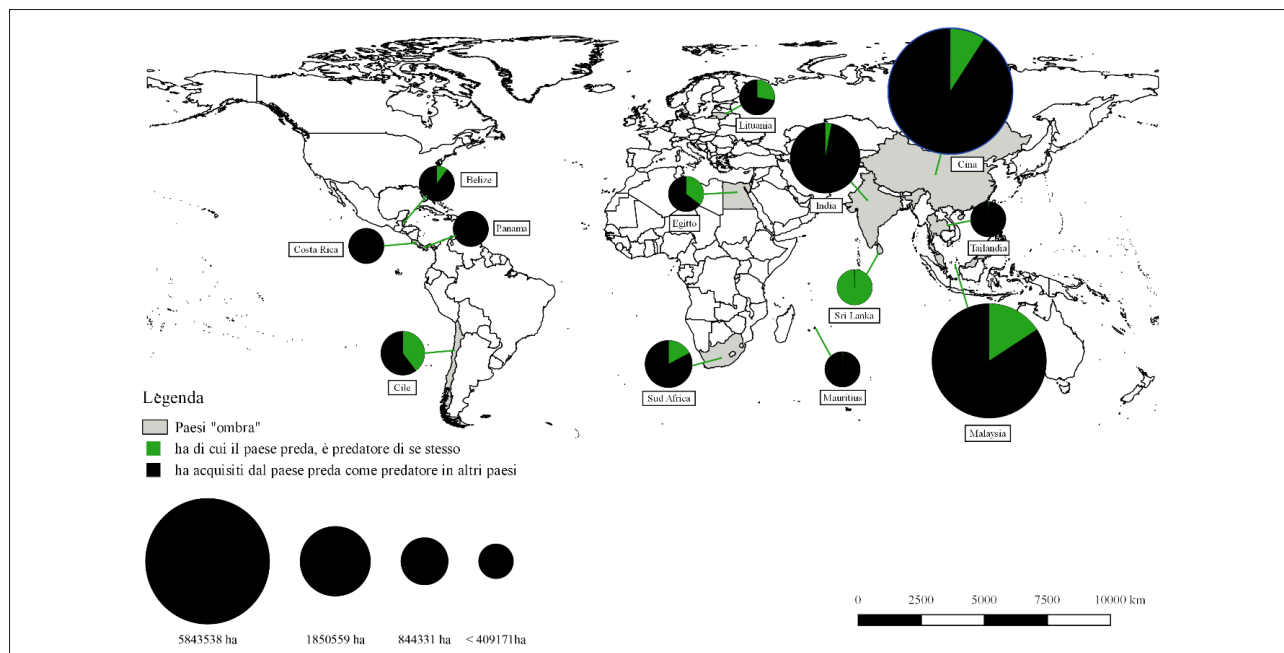 Cina
Lituania
India
Belize
Egitto
Panama
Costa Rica
Tailandia
Sri Lanka
Cile
Sud Africa
Mauritius
Malaysia
Legenda
Paesi "ombra"
ha di cui il paese preda, è predatore di se stesso
ha acquisiti dal paese preda come predatore in altri paesi
5843538 ha
1850559 ha
844331 ha
< 409171ha
0 2500 5000 7500 10000 km